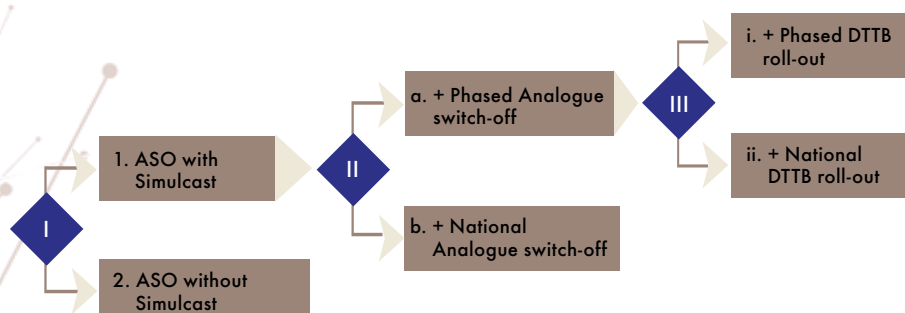 I
1. ASO with
Simulcast
2. ASO without
Simulcast
II
a. + Phased Analogue
switch-off
b. + National
Analogue switch-off
III
i. + Phased DTTB
roll-out
ii. + National
DTTB roll-out